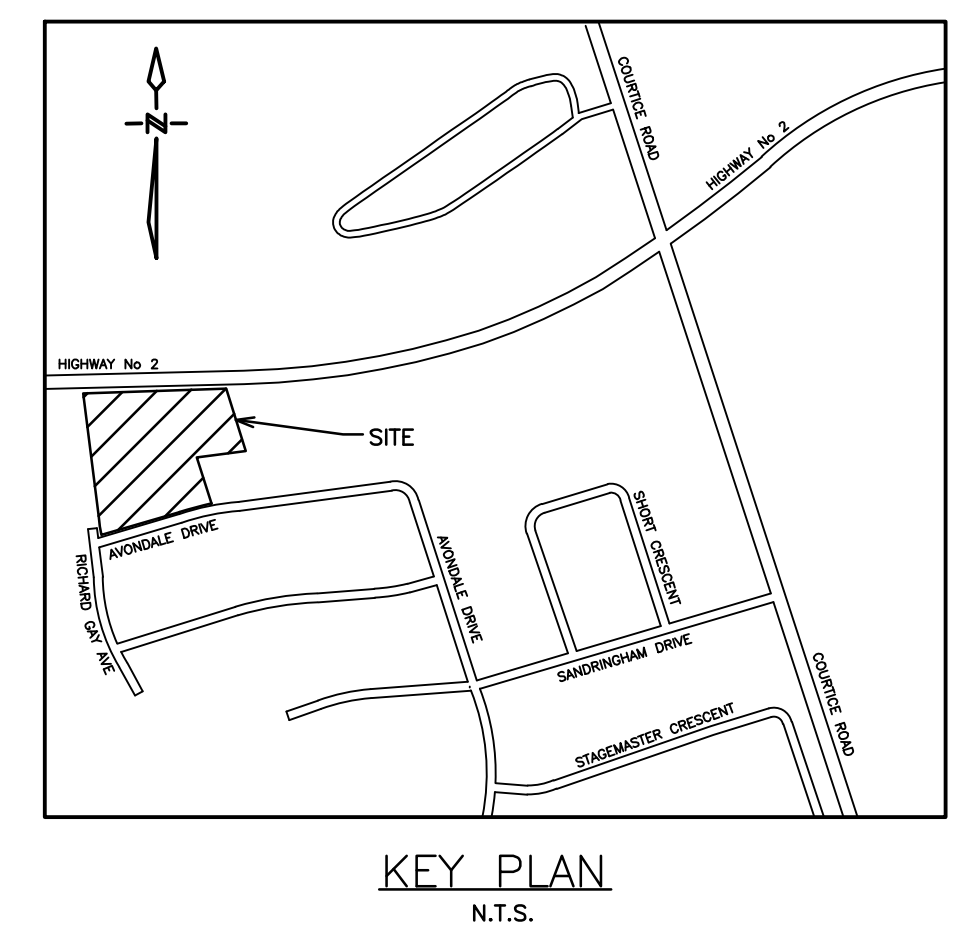 COURTICE ROAD
HIGHWAY No 2
N
HIGHWAY No 2
SITE
AVONDALE DRIVE
SHORT CRESCENT
AVONDALE DRIVE
RICHARD GAY AVE
SANDRINGHAM DRIVE
COURTICE ROAD
STAGEMASTER CRESCENT
KEY PLAN
N.T.S.